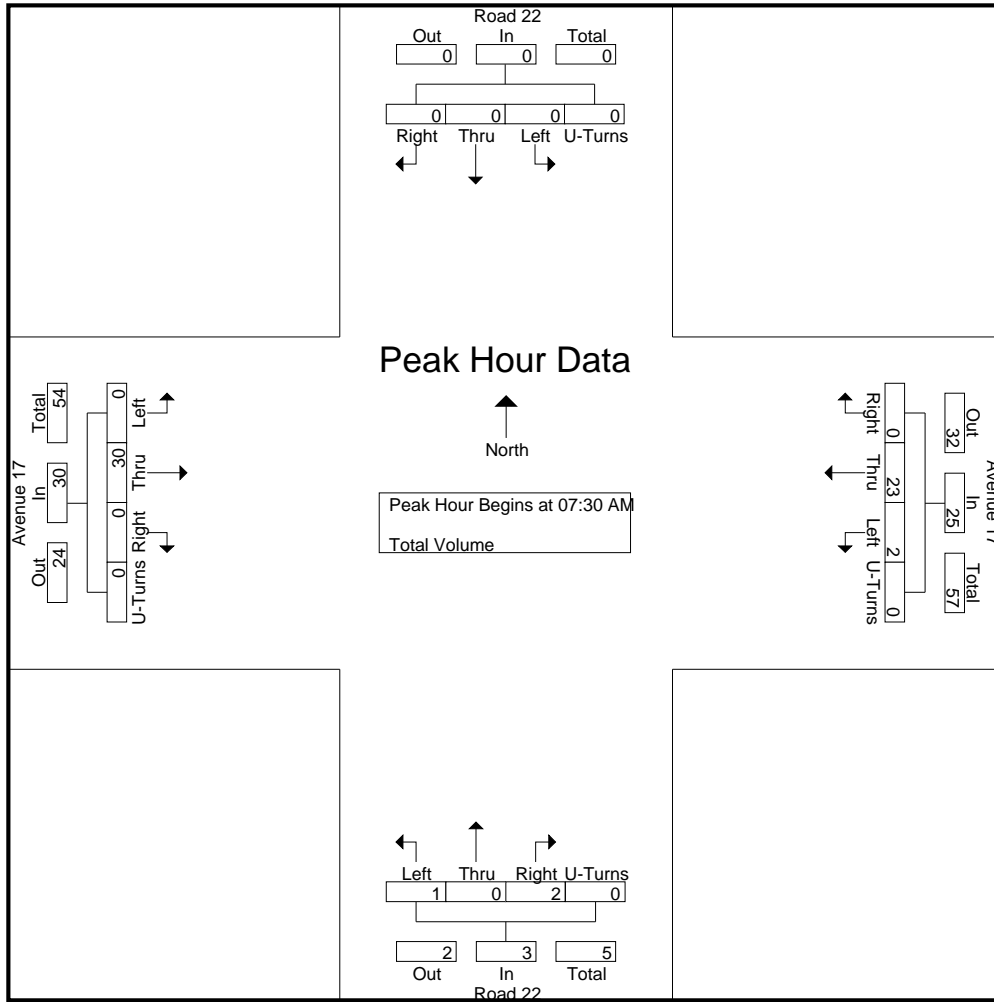 Road 22
Out In Total
0 0 0
0 0 0 0
Right Thru Left U-Turns
Peak Hour Data
North
Peak Hour Begins at 07:30 AM
Total Volume
Avenue 17
Total In Out
54 30 24
0 30 0 0
Left Thru Right U-Turns
Right Thru Left U-Turns
0 23 2 0
Out In Total
32 25 57
Avenue 17
Left Thru Right U-Turns
1 0 2 0
2 3 5
Out In Total
Road 22